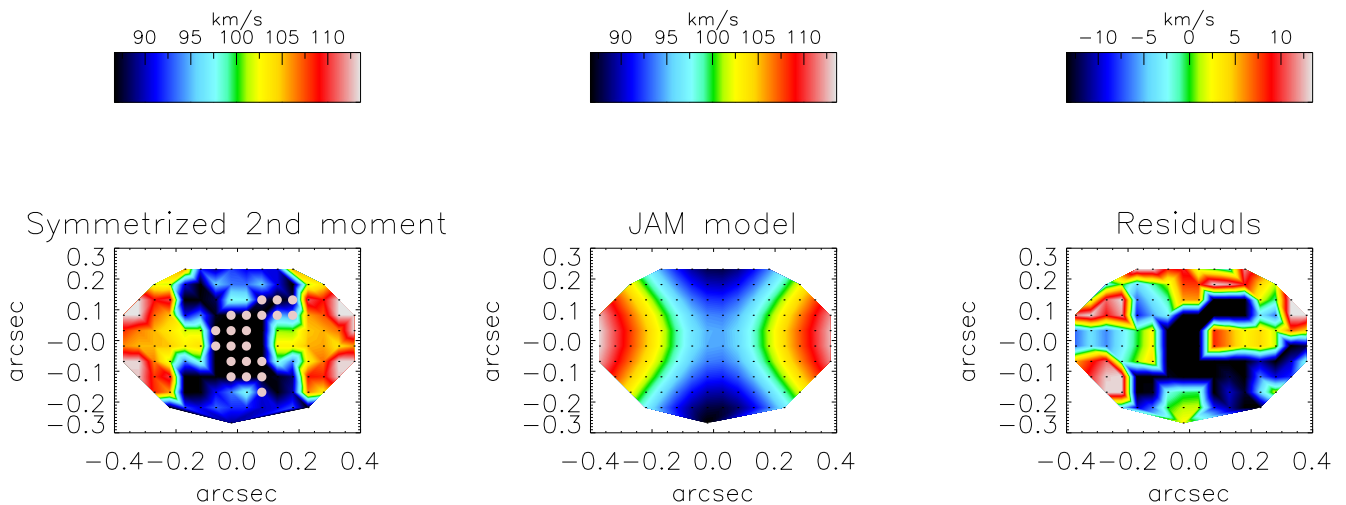 km/s km/s km/s
90 95 100 105 110 90 95 100 105 110 −10 −5 0 5 10
Symmetrized 2nd moment JAM model Residuals
0.3 0.3 0.3
0.2 0.2 0.2
0.1 0.1 0.1
−0.0 −0.0 −0.0
−0.1 −0.1 −0.1
−0.2 −0.2 −0.2
−0.3 −0.3 −0.3
arcsec arcsec arcsec
−0.4 −0.2 0.0 0.2 0.4 −0.4 −0.2 0.0 0.2 0.4 −0.4 −0.2 0.0 0.2 0.4
arcsec arcsec arcsec